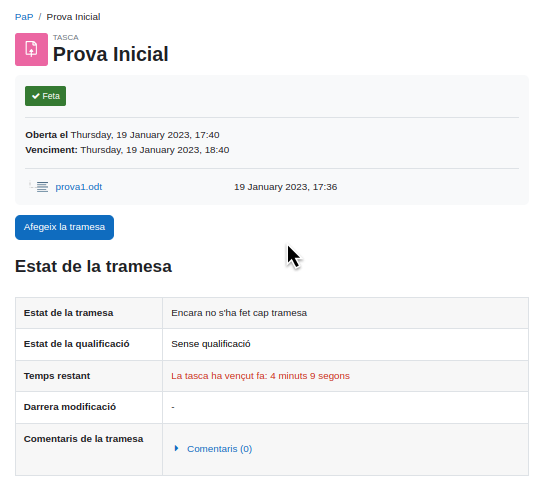 PaP / Prova Inicial
TASCA
Prova Inicial
Feta
Oberta el Thursday, 19 January 2023, 17:40
Venciment: Thursday, 19 January 2023, 18:40
prova1.odt 19 January 2023, 17:36
Afegeix la tramesa
Estat de la tramesa
Estat de la tramesa Encara no s'ha fet cap tramesa
Estat de la qualificació Sense qualificació
Temps restant La tasca ha vençut fa: 4 minuts 9 segons
Darrera modificació -
Comentaris de la tramesa Comentaris (0)